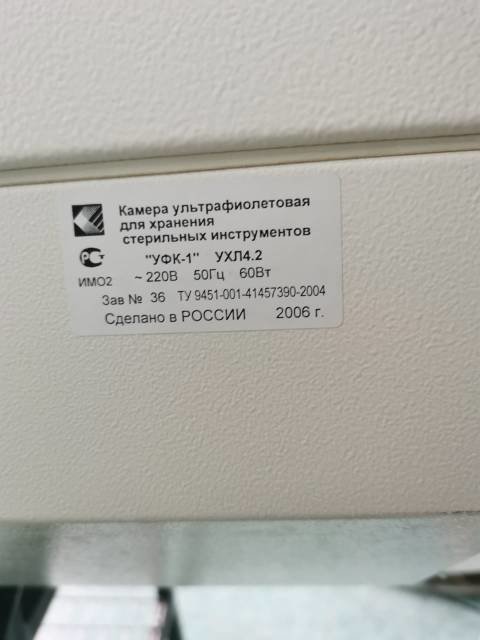 Камера ультрафиолетовая
для хранения
стерильных инструментов
"УФК-1" УХЛ4.2
ИМО2 ~ 220В 50Гц 60Вт
Зав № 36 ТУ 9451-001-41457390-2004
Сделано в РОССИИ 2006 г.